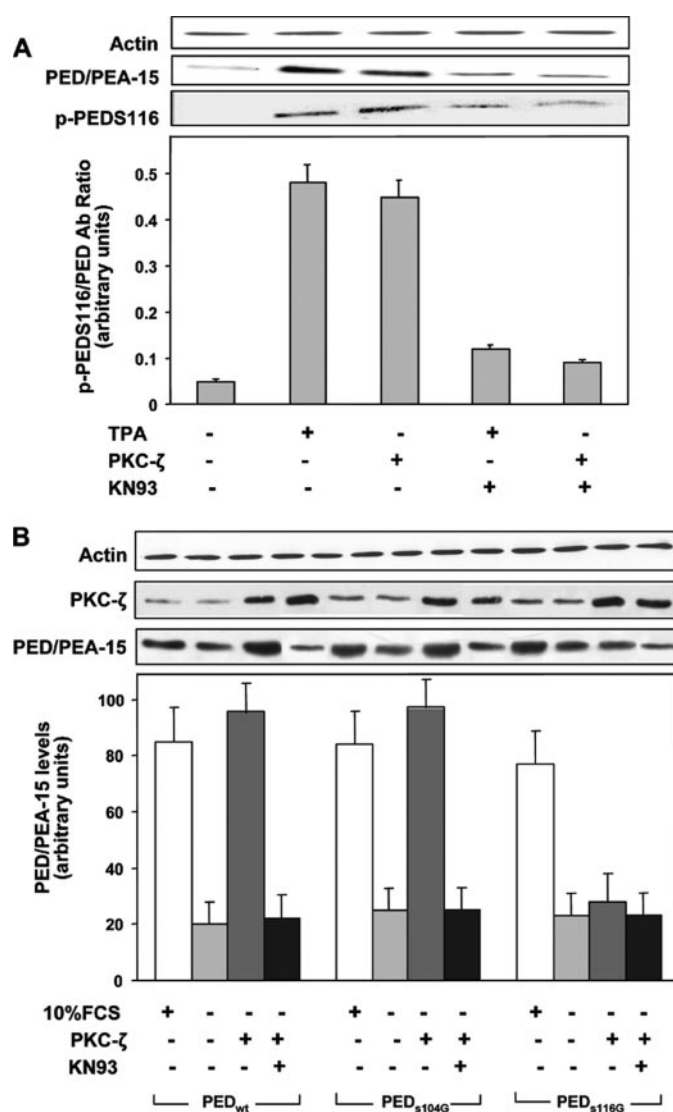 A
Actin
PED/PEA-15
p-PEDS116
p-PEDS116/PED Ab Ratio
(arbitrary units)
0.5
0.4
0.3
0.2
0.1
0
TPA - + - + -
PKC-ζ - - + - +
KN93 - - - + +
B
Actin
PKC-ζ
PED/PEA-15
PED/PEA-15 levels
(arbitrary units)
100
80
60
40
20
0
10%FCS + - - - + - - - + - - -
PKC-ζ - - + + - - + + - - + +
KN93 - - - + - - - + - - - +
PEDwt PEDs104G PEDs116G